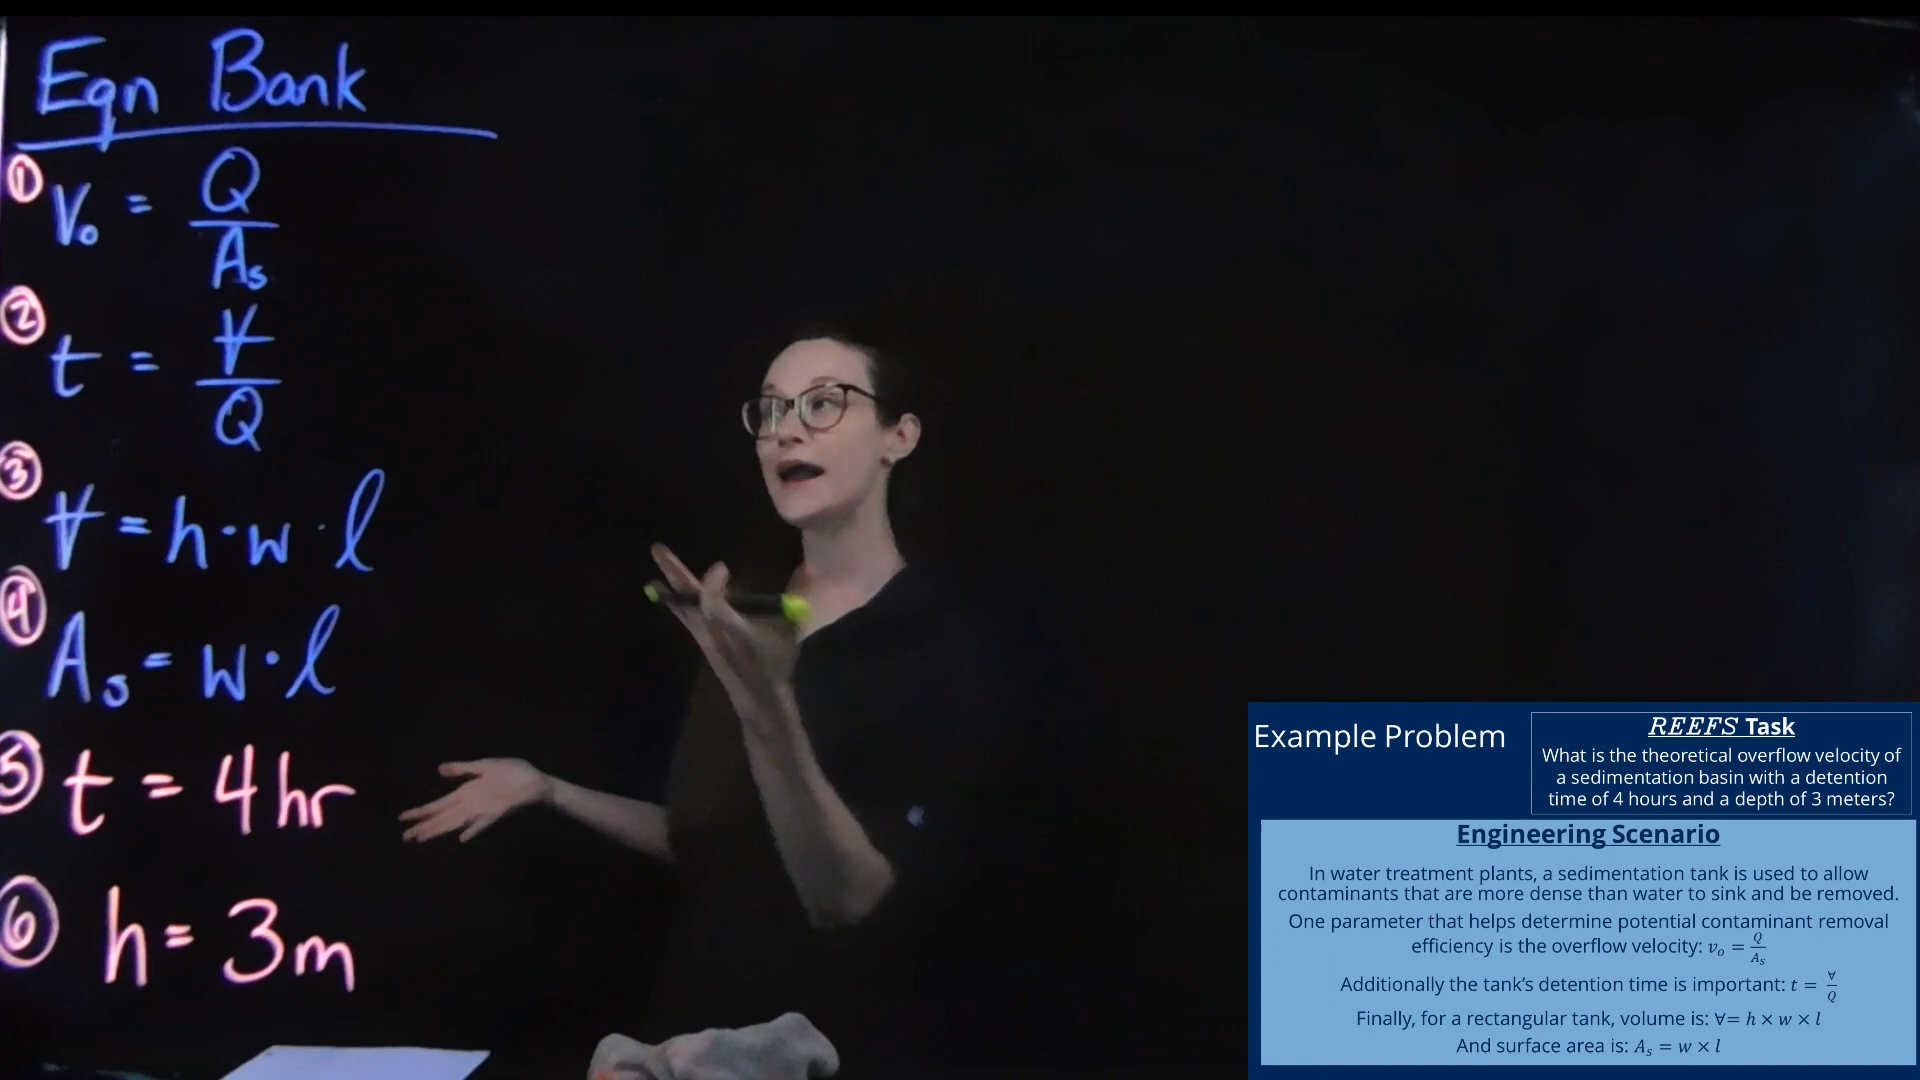 Eqn Bank
① V₀ = Q / Aₛ
② t = V̶ / Q
③ V̶ = h · w · l
④ Aₛ = w · l
⑤ t = 4 hr
⑥ h = 3 m
Example Problem
REEFS Task
What is the theoretical overflow velocity of
a sedimentation basin with a detention
time of 4 hours and a depth of 3 meters?
Engineering Scenario
In water treatment plants, a sedimentation tank is used to allow
contaminants that are more dense than water to sink and be removed.
One parameter that helps determine potential contaminant removal
efficiency is the overflow velocity: vₒ = Q / Aₛ
Additionally the tank's detention time is important: t = ∀ / Q
Finally, for a rectangular tank, volume is: ∀= h × w × l
And surface area is: Aₛ = w × l